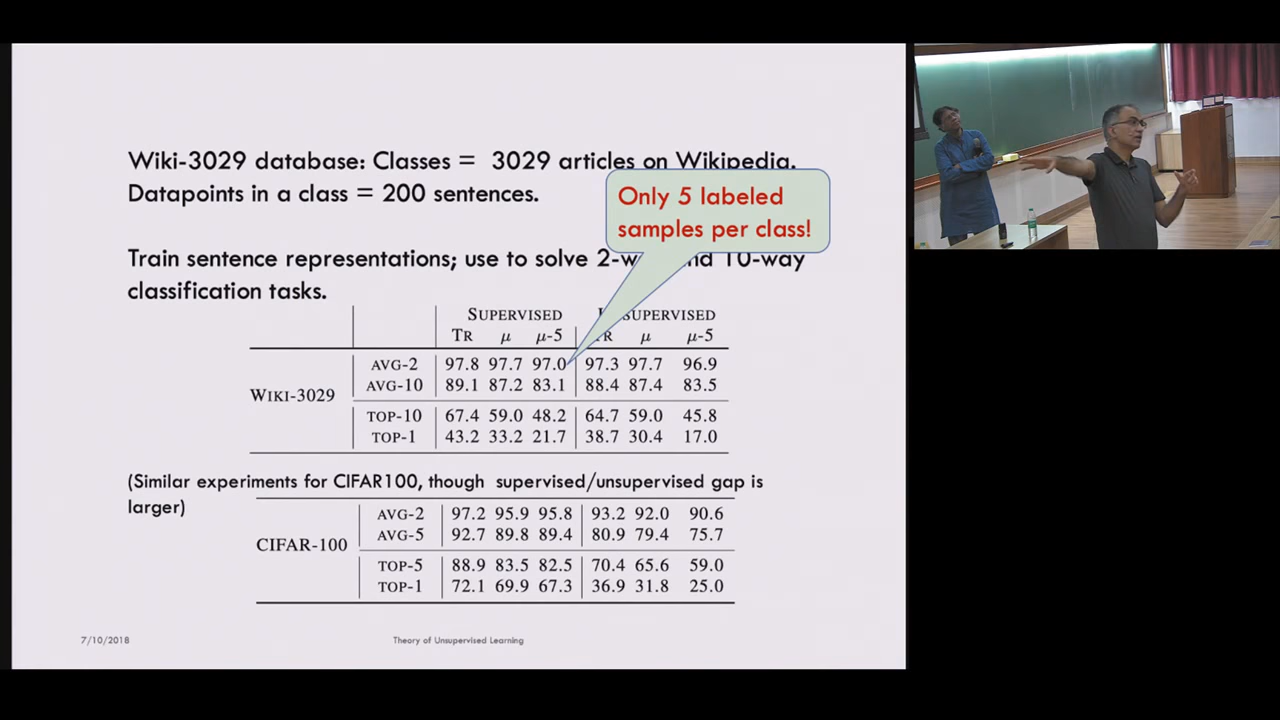 Wiki-3029 database: Classes = 3029 articles on Wikipedia.
Datapoints in a class = 200 sentences.
Only 5 labeled
samples per class!
Train sentence representations; use to solve 2-w and 10-way
classification tasks.
SUPERVISED UNSUPERVISED
TR μ μ-5 TR μ μ-5
WIKI-3029
AVG-2 97.8 97.7 97.0 97.3 97.7 96.9
AVG-10 89.1 87.2 83.1 88.4 87.4 83.5
TOP-10 67.4 59.0 48.2 64.7 59.0 45.8
TOP-1 43.2 33.2 21.7 38.7 30.4 17.0
(Similar experiments for CIFAR100, though supervised/unsupervised gap is
larger)
CIFAR-100
AVG-2 97.2 95.9 95.8 93.2 92.0 90.6
AVG-5 92.7 89.8 89.4 80.9 79.4 75.7
TOP-5 88.9 83.5 82.5 70.4 65.6 59.0
TOP-1 72.1 69.9 67.3 36.9 31.8 25.0
7/10/2018 Theory of Unsupervised Learning